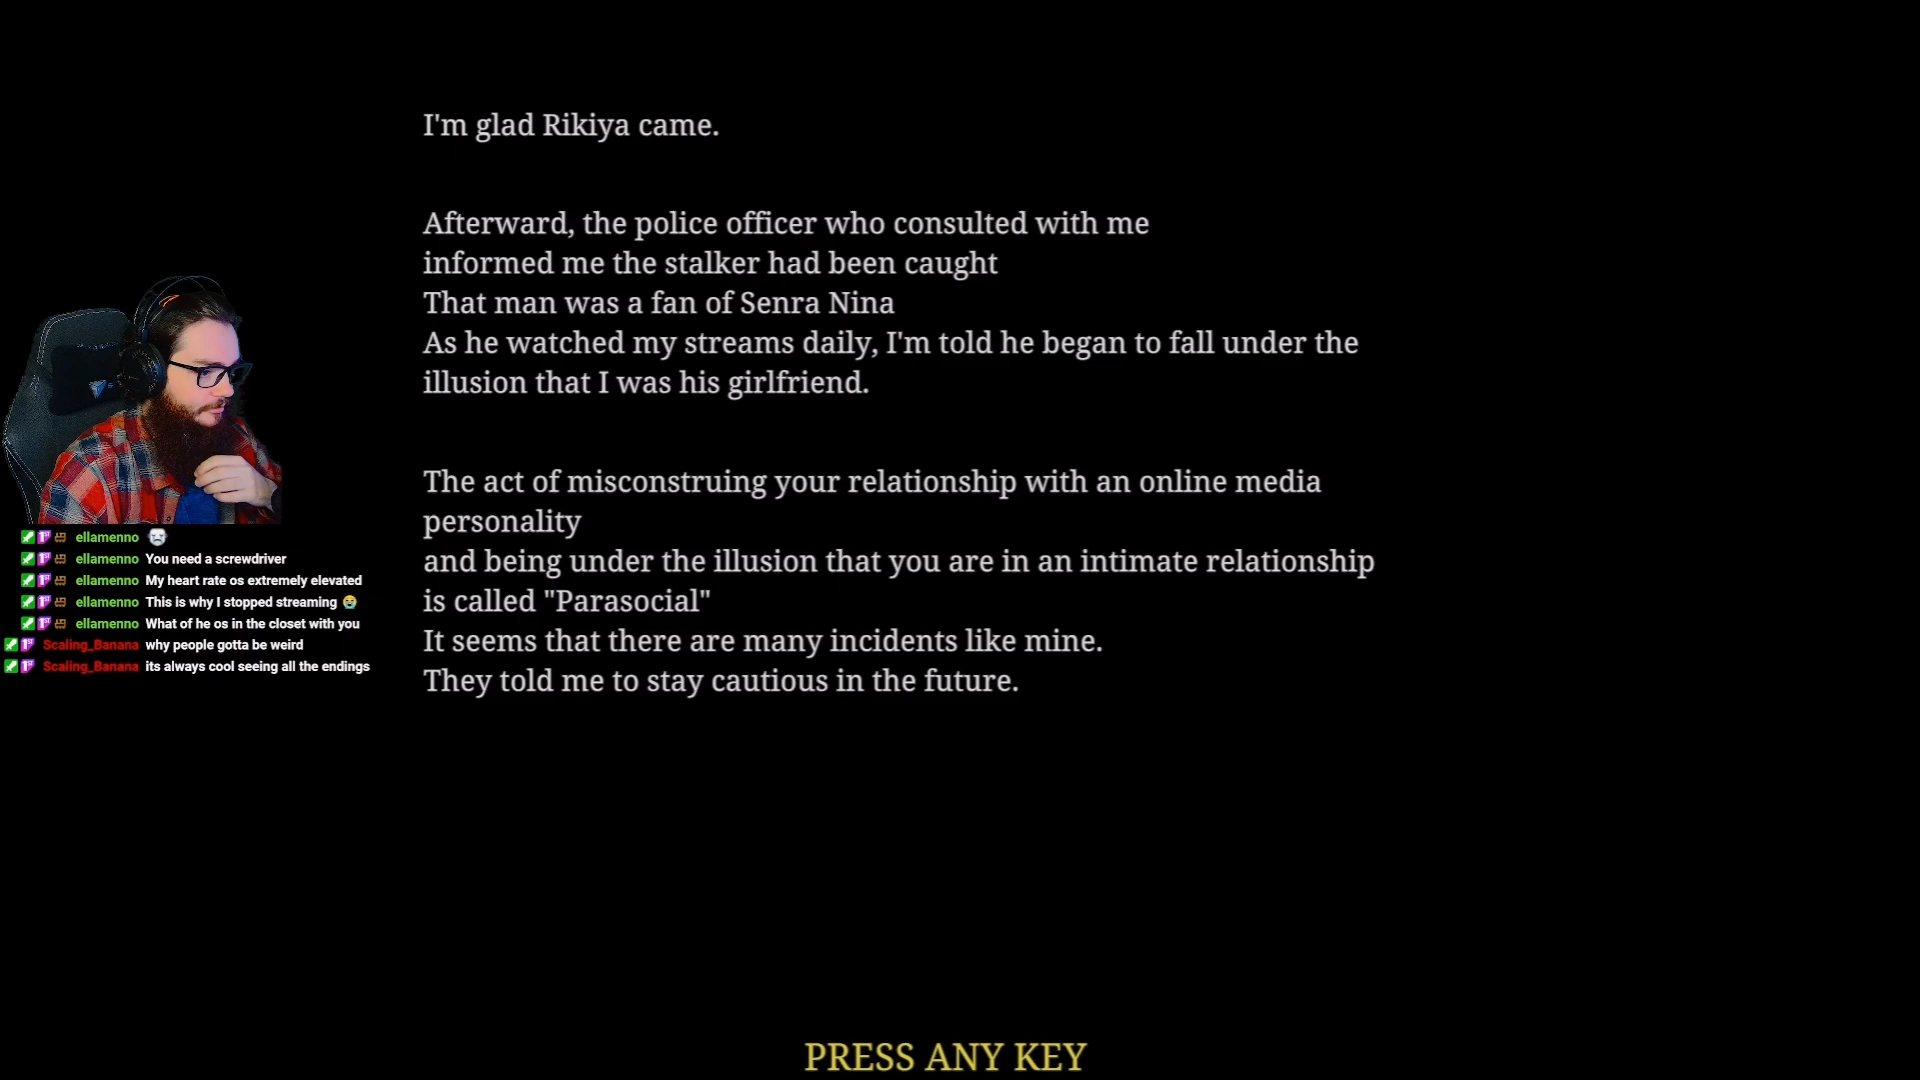 I'm glad Rikiya came.
Afterward, the police officer who consulted with me
informed me the stalker had been caught
That man was a fan of Senra Nina
As he watched my streams daily, I'm told he began to fall under the
illusion that I was his girlfriend.
The act of misconstruing your relationship with an online media
personality
and being under the illusion that you are in an intimate relationship
is called "Parasocial"
It seems that there are many incidents like mine.
They told me to stay cautious in the future.
ellamenno
ellamenno You need a screwdriver
ellamenno My heart rate os extremely elevated
ellamenno This is why I stopped streaming 😭
ellamenno What of he os in the closet with you
Scaling_Banana why people gotta be weird
Scaling_Banana its always cool seeing all the endings
PRESS ANY KEY